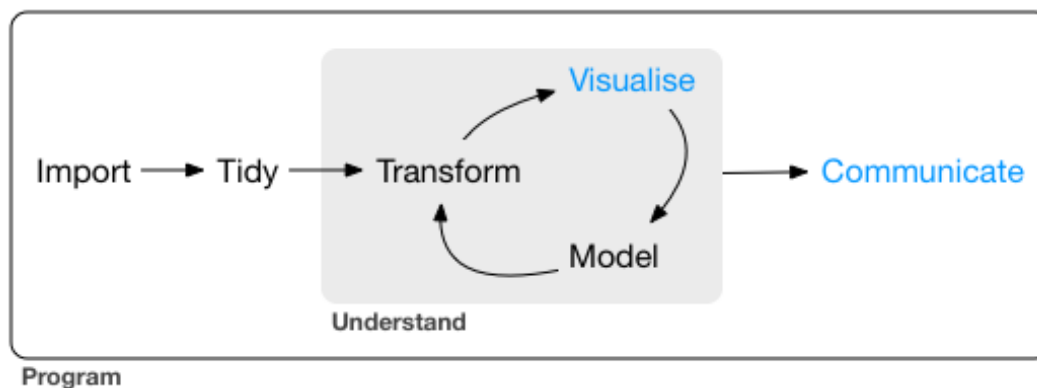 Visualise
Import Tidy Transform Communicate
Model
Understand
Program